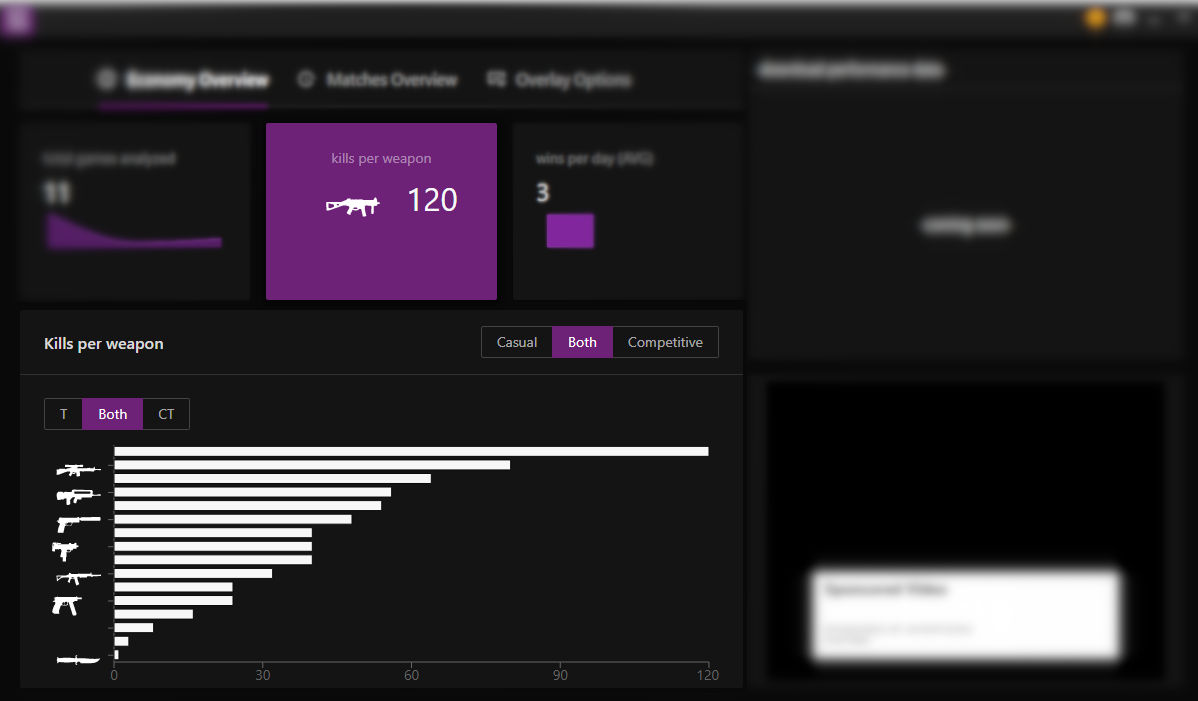 Economy Overview
Matches Overview
Overlay Options
download performance data
total games analyzed
11
kills per weapon
120
wins per day (AVG)
3
coming soon
Kills per weapon
Casual
Both
Competitive
T
Both
CT
0
30
60
90
120
Sponsored Video